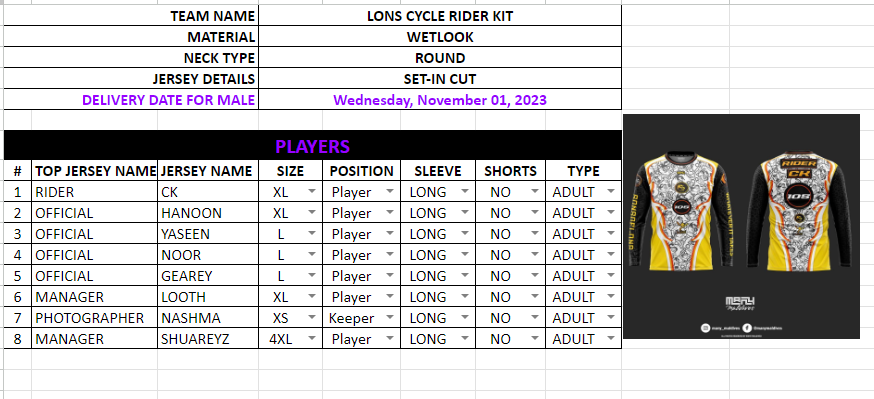 TEAM NAME LONS CYCLE RIDER KIT
MATERIAL WETLOOK
NECK TYPE ROUND
JERSEY DETAILS SET-IN CUT
DELIVERY DATE FOR MALE Wednesday, November 01, 2023
PLAYERS
# TOP JERSEY NAME JERSEY NAME SIZE POSITION SLEEVE SHORTS TYPE
1 RIDER CK XL Player LONG NO ADULT
2 OFFICIAL HANOON XL Player LONG NO ADULT
3 OFFICIAL YASEEN L Player LONG NO ADULT
4 OFFICIAL NOOR L Player LONG NO ADULT
5 OFFICIAL GEAREY L Player LONG NO ADULT
6 MANAGER LOOTH XL Player LONG NO ADULT
7 PHOTOGRAPHER NASHMA XS Keeper LONG NO ADULT
8 MANAGER SHUAREYZ 4XL Player LONG NO ADULT
RIDER
CK
105
105
MANY
maldives
many_maldives @manymaldives